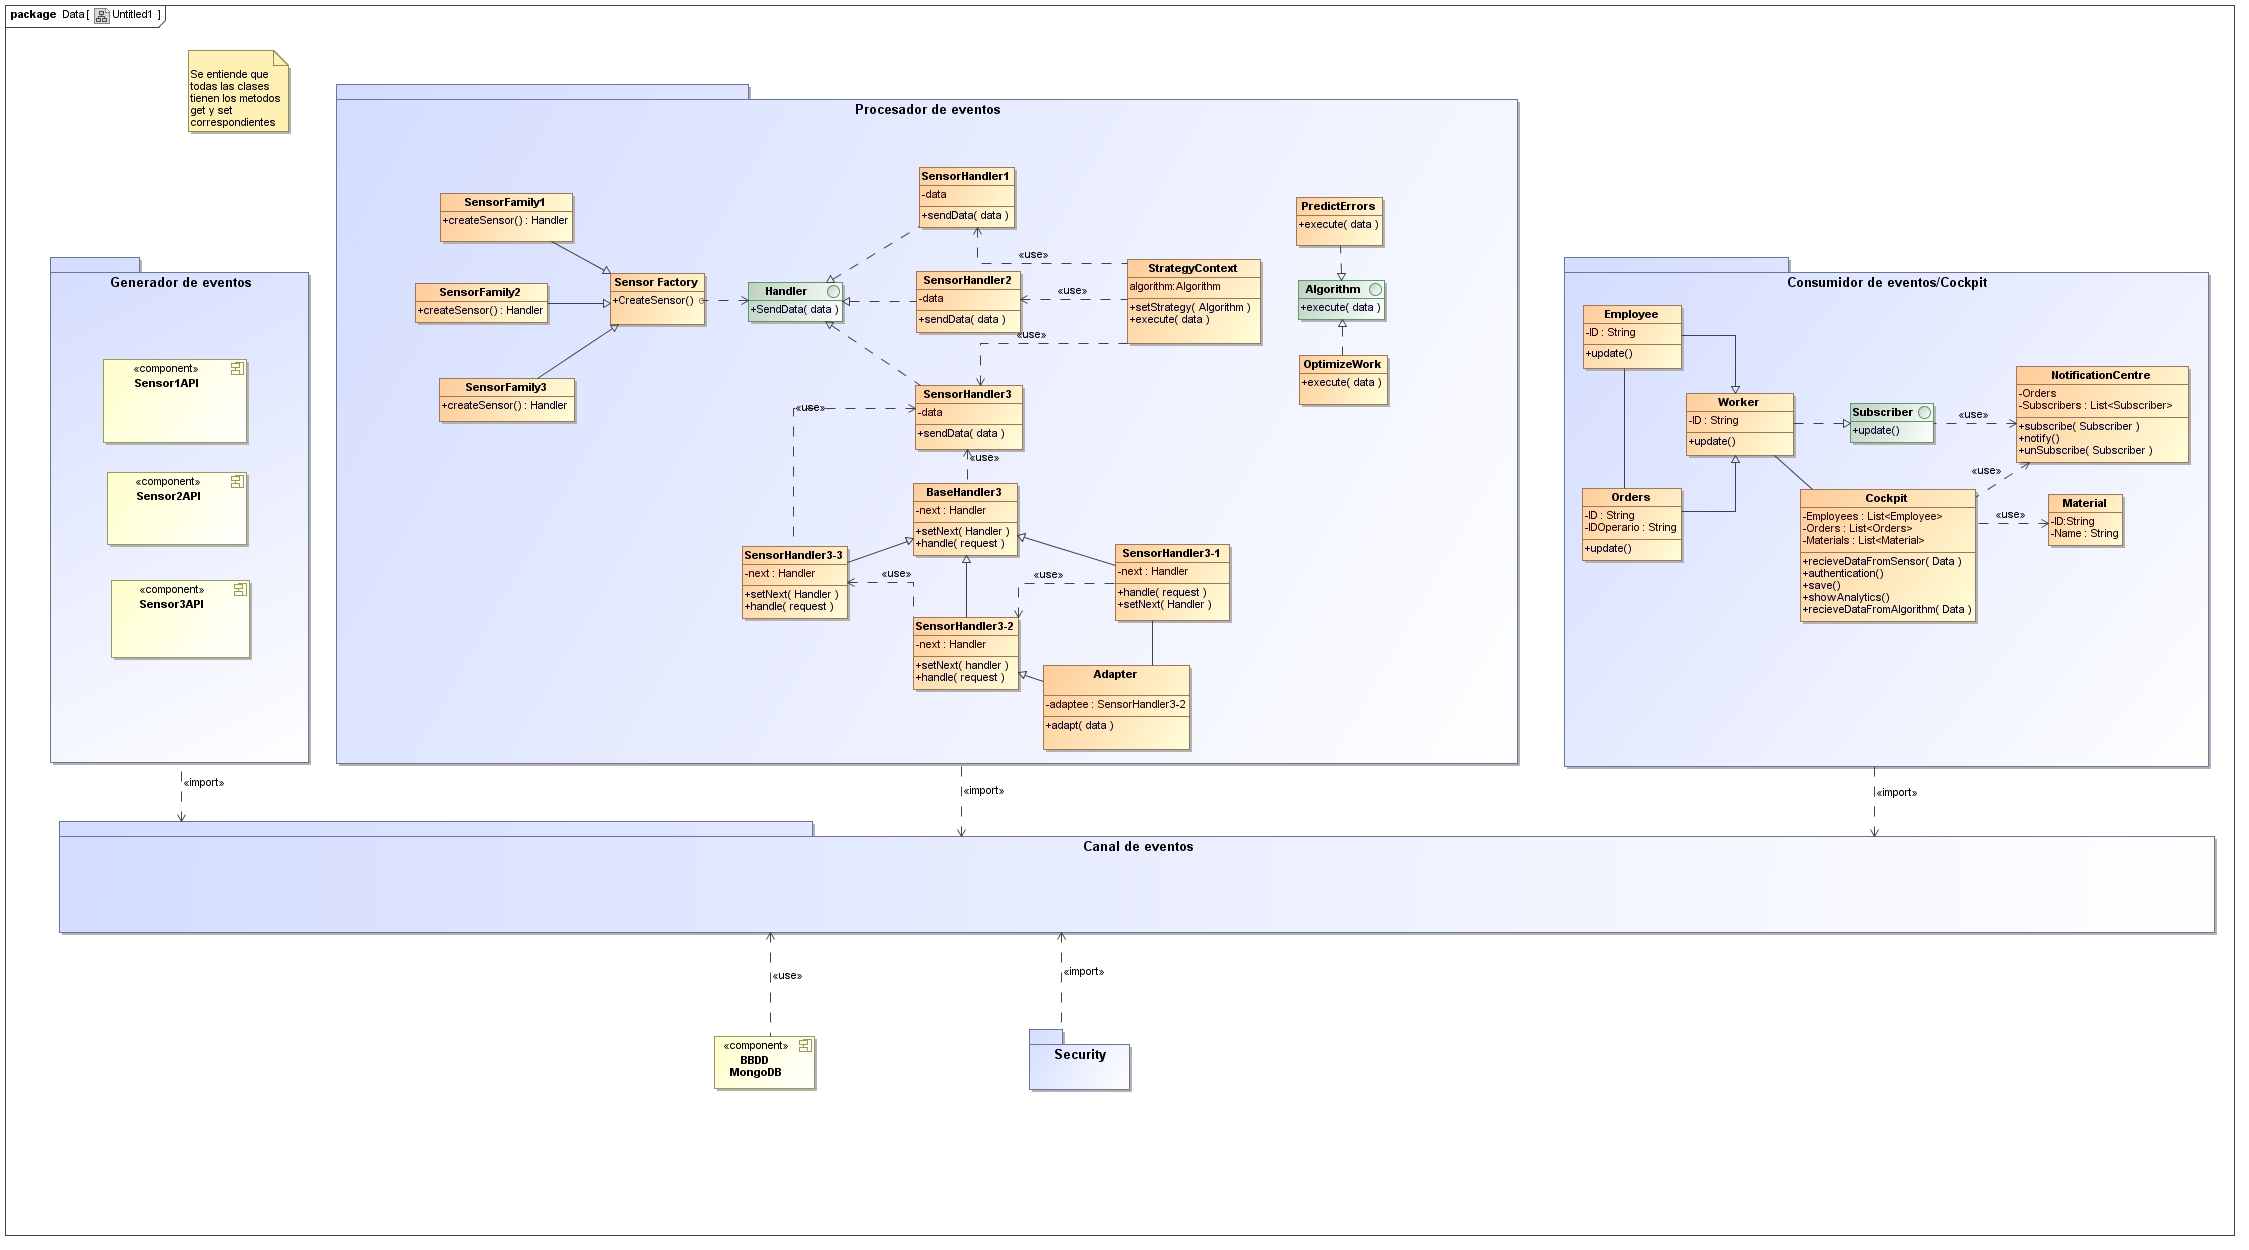 package Data [ Untitled1 ]
Se entiende que
todas las clases
tienen los metodos
get y set
correspondientes
Generador de eventos
«component»
Sensor1API
«component»
Sensor2API
«component»
Sensor3API
«import»
Procesador de eventos
SensorFamily1
+createSensor() : Handler
SensorFamily2
+createSensor() : Handler
SensorFamily3
+createSensor() : Handler
Sensor Factory
+CreateSensor()
Handler
+SendData( data )
SensorHandler1
-data
+sendData( data )
«use»
SensorHandler2
-data
+sendData( data )
«use»
«use»
StrategyContext
algorithm:Algorithm
+setStrategy( Algorithm )
+execute( data )
PredictErrors
+execute( data )
Algorithm
+execute( data )
OptimizeWork
+execute( data )
SensorHandler3
-data
+sendData( data )
«use»
«use»
BaseHandler3
-next : Handler
+setNext( Handler )
+handle( request )
SensorHandler3-3
-next : Handler
+setNext( Handler )
+handle( request )
«use»
«use»
SensorHandler3-1
-next : Handler
+handle( request )
+setNext( Handler )
SensorHandler3-2
-next : Handler
+setNext( handler )
+handle( request )
Adapter
-adaptee : SensorHandler3-2
+adapt( data )
«import»
Consumidor de eventos/Cockpit
Employee
-ID : String
+update()
Worker
-ID : String
+update()
Subscriber
+update()
«use»
NotificationCentre
-Orders
-Subscribers : List<Subscriber>
+subscribe( Subscriber )
+notify()
+unSubscribe( Subscriber )
Orders
-ID : String
-IDOperario : String
+update()
Cockpit
-Employees : List<Employee>
-Orders : List<Orders>
-Materials : List<Material>
+recieveDataFromSensor( Data )
+authentication()
+save()
+showAnalytics()
+recieveDataFromAlgorithm( Data )
«use»
«use»
Material
-ID:String
-Name : String
«import»
Canal de eventos
«use»
«import»
«component»
BBDD
MongoDB
Security